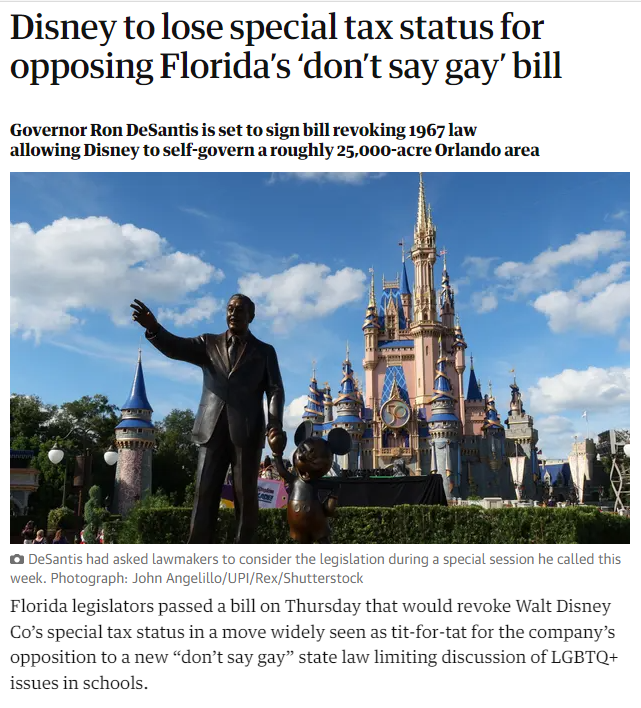 Disney to lose special tax status for
opposing Florida’s ‘don’t say gay’ bill
Governor Ron DeSantis is set to sign bill revoking 1967 law
allowing Disney to self-govern a roughly 25,000-acre Orlando area
50
DeSantis had asked lawmakers to consider the legislation during a special session he called this
week. Photograph: John Angelillo/UPI/Rex/Shutterstock
Florida legislators passed a bill on Thursday that would revoke Walt Disney
Co’s special tax status in a move widely seen as tit-for-tat for the company’s
opposition to a new “don’t say gay” state law limiting discussion of LGBTQ+
issues in schools.